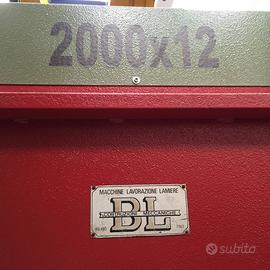 2000x12
MACCHINE LAVORAZIONE LAMIERE
BL
COSTRUZIONI MECCANICHE
subito